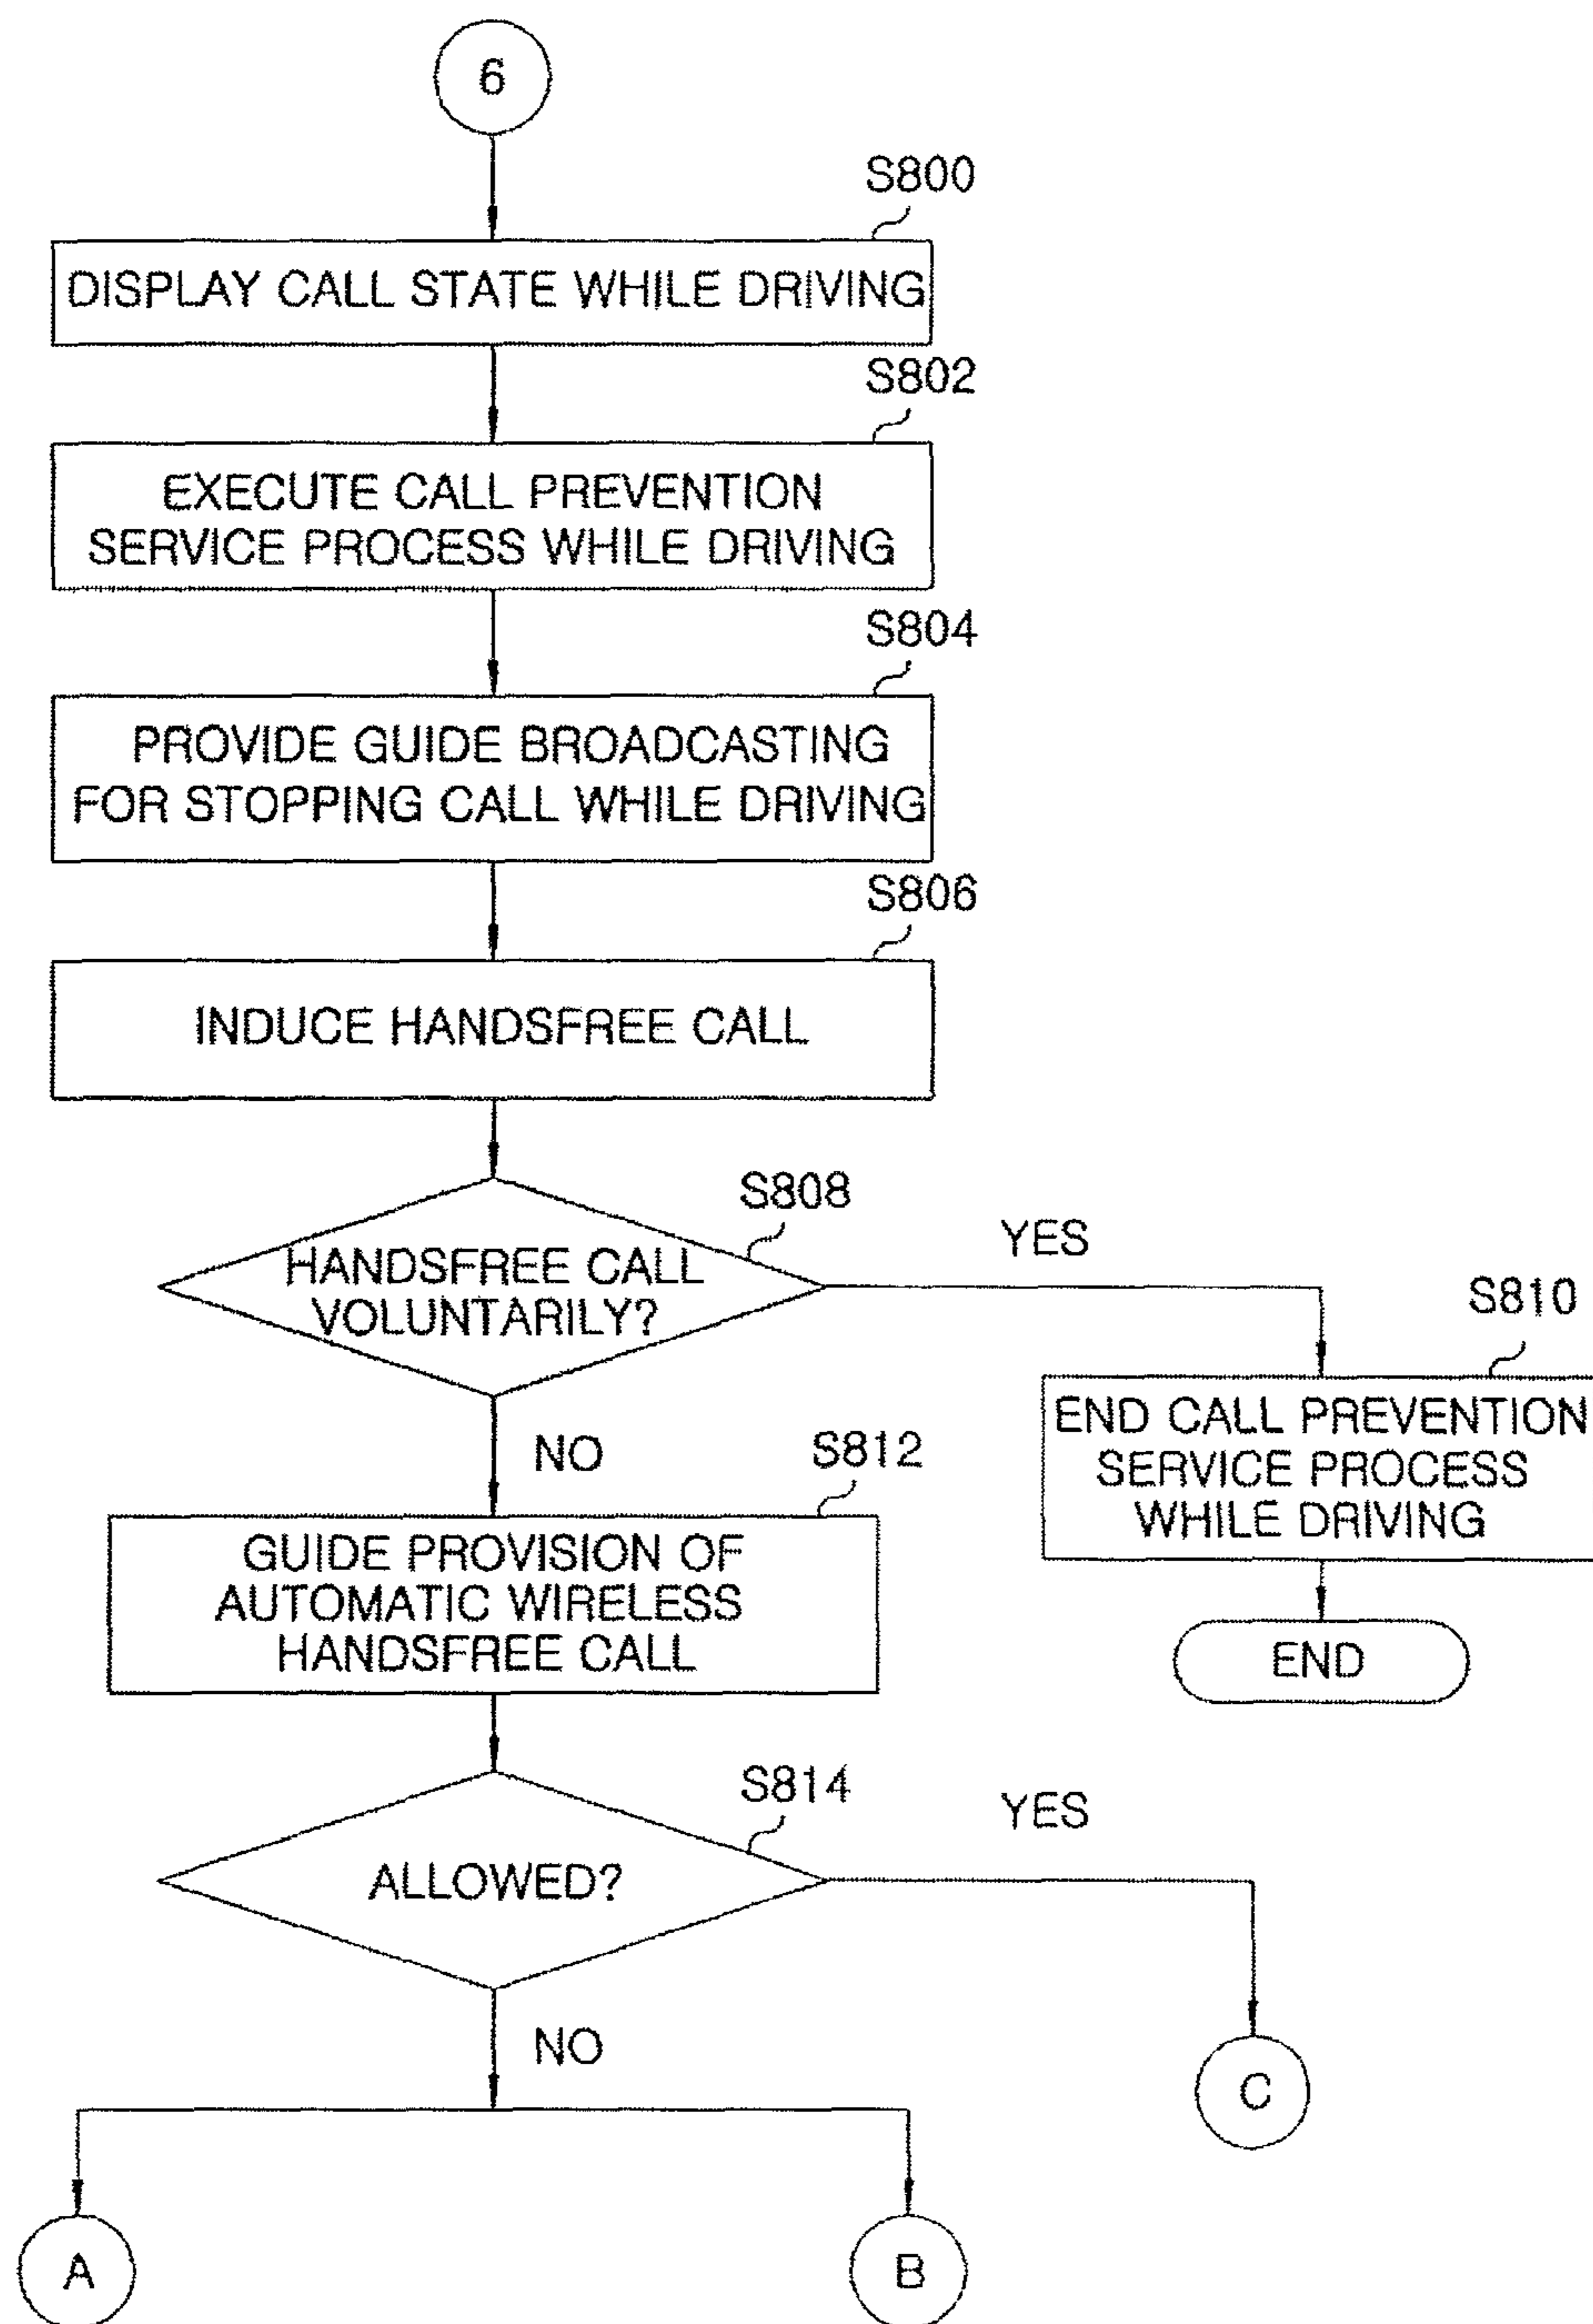 6
S800
DISPLAY CALL STATE WHILE DRIVING
S802
EXECUTE CALL PREVENTION
SERVICE PROCESS WHILE DRIVING
S804
PROVIDE GUIDE BROADCASTING
FOR STOPPING CALL WHILE DRIVING
S806
INDUCE HANDSFREE CALL
S808
HANDSFREE CALL
VOLUNTARILY?
YES
S810
END CALL PREVENTION
SERVICE PROCESS
WHILE DRIVING
END
NO
S812
GUIDE PROVISION OF
AUTOMATIC WIRELESS
HANDSFREE CALL
S814
ALLOWED?
YES
C
NO
A
B